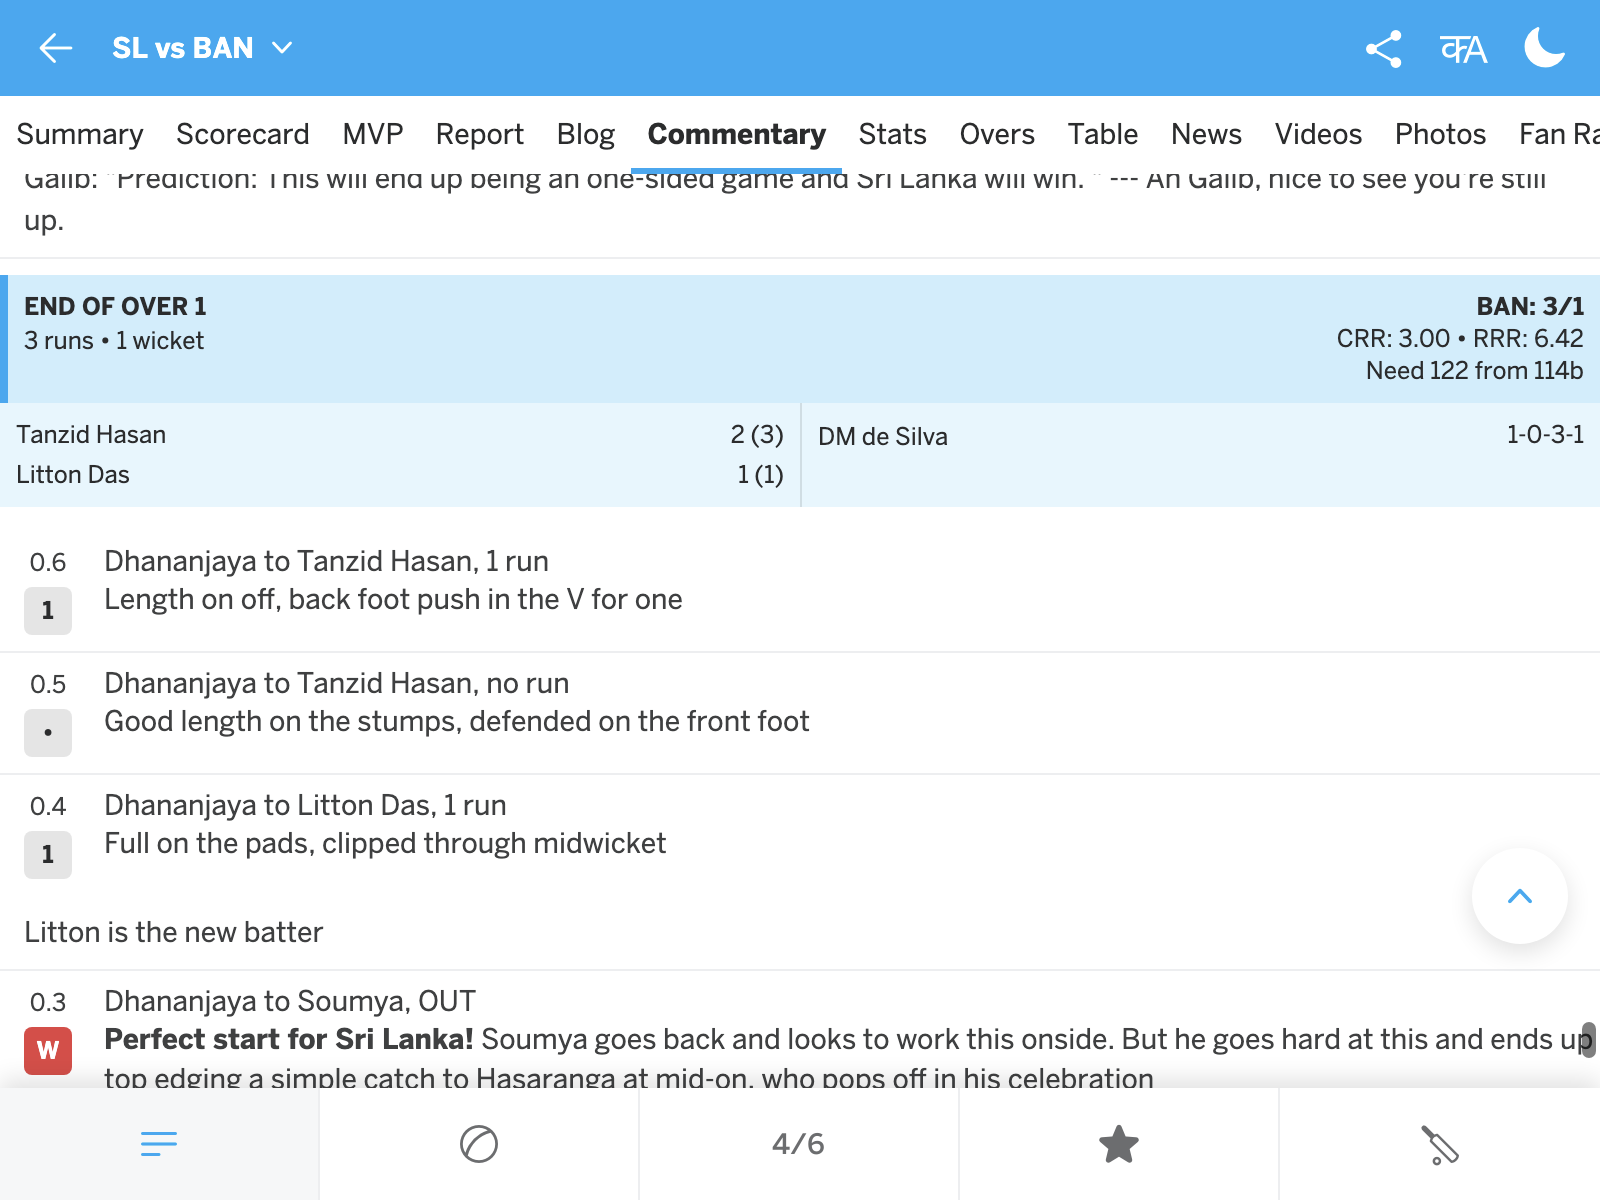 SL vs BAN
Summary Scorecard MVP Report Blog Commentary Stats Overs Table News Videos Photos Fan Ra
Galib: "Prediction: This will end up being an one-sided game and Sri Lanka will win. " --- Ah Galib, nice to see you're still
up.
END OF OVER 1
3 runs • 1 wicket
BAN: 3/1
CRR: 3.00 • RRR: 6.42
Need 122 from 114b
Tanzid Hasan 2 (3)
Litton Das 1 (1)
DM de Silva 1-0-3-1
0.6 Dhananjaya to Tanzid Hasan, 1 run
1 Length on off, back foot push in the V for one
0.5 Dhananjaya to Tanzid Hasan, no run
• Good length on the stumps, defended on the front foot
0.4 Dhananjaya to Litton Das, 1 run
1 Full on the pads, clipped through midwicket
Litton is the new batter
0.3 Dhananjaya to Soumya, OUT
W Perfect start for Sri Lanka! Soumya goes back and looks to work this onside. But he goes hard at this and ends up
top edging a simple catch to Hasaranga at mid-on, who pops off in his celebration
4/6